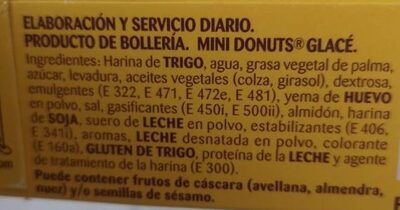 ELABORACIÓN Y SERVICIO DIARIO.
PRODUCTO DE BOLLERÍA. MINI DONUTS® GLACÉ.
Ingredientes: Harina de TRIGO, agua, grasa vegetal de palma,
azúcar, levadura, aceites vegetales (colza, girasol), dextrosa,
emulgentes (E 322, E 471, E 472e, E 481), yema de HUEVO
en polvo, sal, gasificantes (E 450i, E 500ii), almidón, harina
de SOJA, suero de LECHE en polvo, estabilizantes (E 406,
E 341i), aromas, LECHE desnatada en polvo, colorante
(E 160a), GLUTEN DE TRIGO, proteína de la LECHE y agente
de tratamiento de la harina (E 300).
Puede contener frutos de cáscara (avellana, almendra,
nuez) y/o semillas de sésamo.